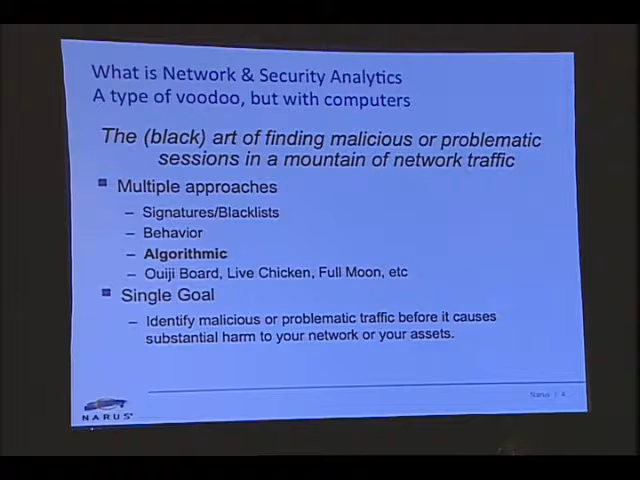 What is Network & Security Analytics
A type of voodoo, but with computers
The (black) art of finding malicious or problematic
sessions in a mountain of network traffic
Multiple approaches
– Signatures/Blacklists
– Behavior
– Algorithmic
– Ouiji Board, Live Chicken, Full Moon, etc
Single Goal
– Identify malicious or problematic traffic before it causes
substantial harm to your network or your assets.
NARUS
Narus | 4